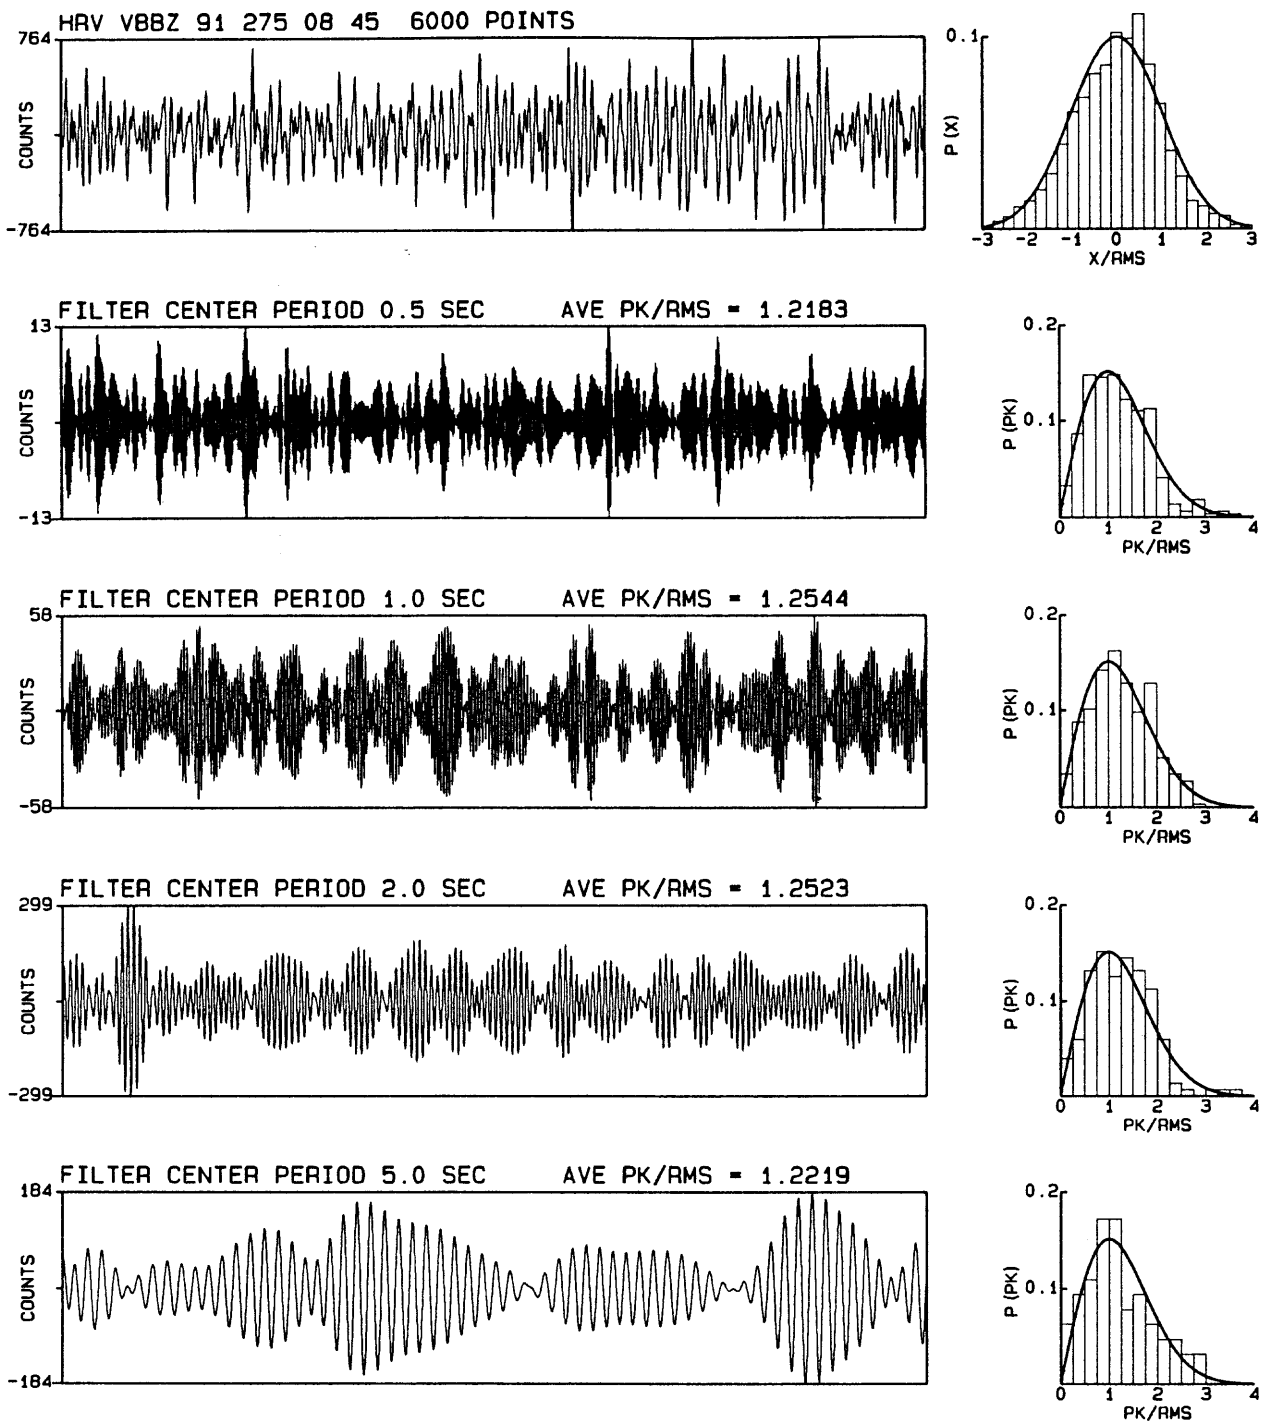 HRV VBBZ 91 275 08 45 6000 POINTS
764
COUNTS
-764
0.1
P(X)
-3 -2 -1 0 1 2 3
X/RMS
FILTER CENTER PERIOD 0.5 SEC AVE PK/RMS = 1.2183
13
COUNTS
-13
0.2
0.1
P(PK)
0 1 2 3 4
PK/RMS
FILTER CENTER PERIOD 1.0 SEC AVE PK/RMS = 1.2544
58
COUNTS
-58
0.2
0.1
P(PK)
0 1 2 3 4
PK/RMS
FILTER CENTER PERIOD 2.0 SEC AVE PK/RMS = 1.2523
299
COUNTS
-299
0.2
0.1
P(PK)
0 1 2 3 4
PK/RMS
FILTER CENTER PERIOD 5.0 SEC AVE PK/RMS = 1.2219
184
COUNTS
-184
0.2
0.1
P(PK)
0 1 2 3 4
PK/RMS